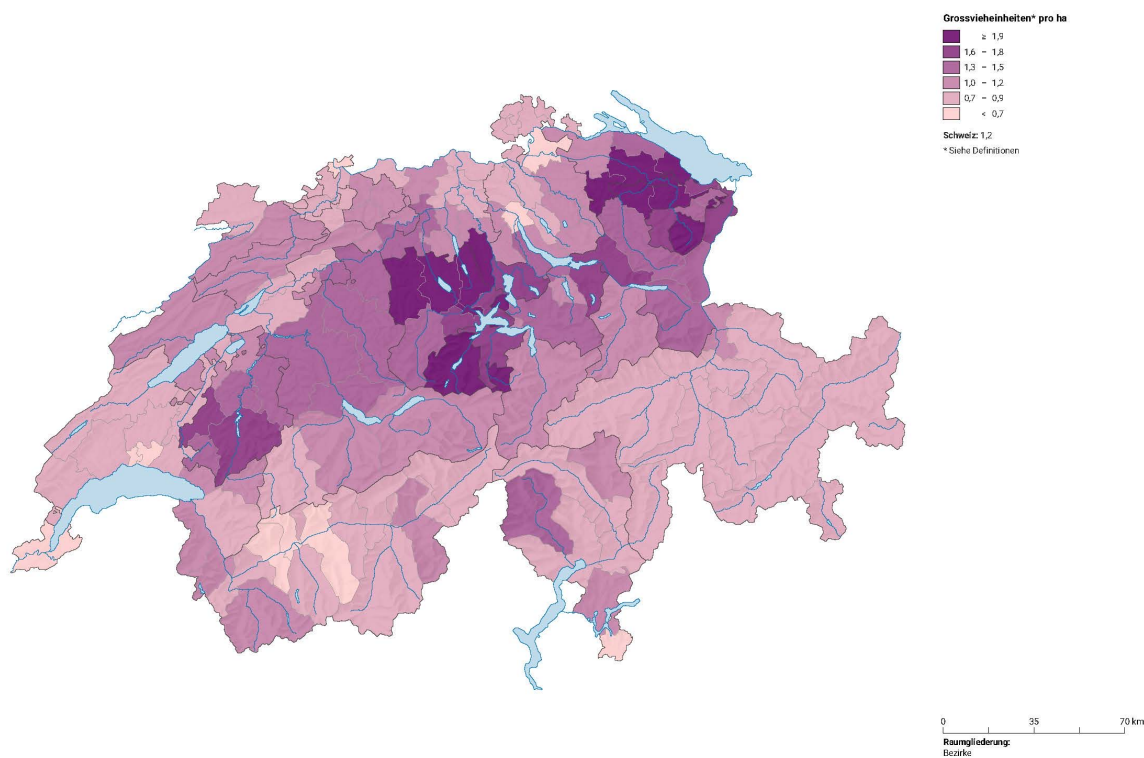 Grossvieheinheiten* pro ha
≥ 1,9
1,6 – 1,8
1,3 – 1,5
1,0 – 1,2
0,7 – 0,9
< 0,7
Schweiz: 1,2
* Siehe Definitionen
0 35 70 km
Raumgliederung:
Bezirke